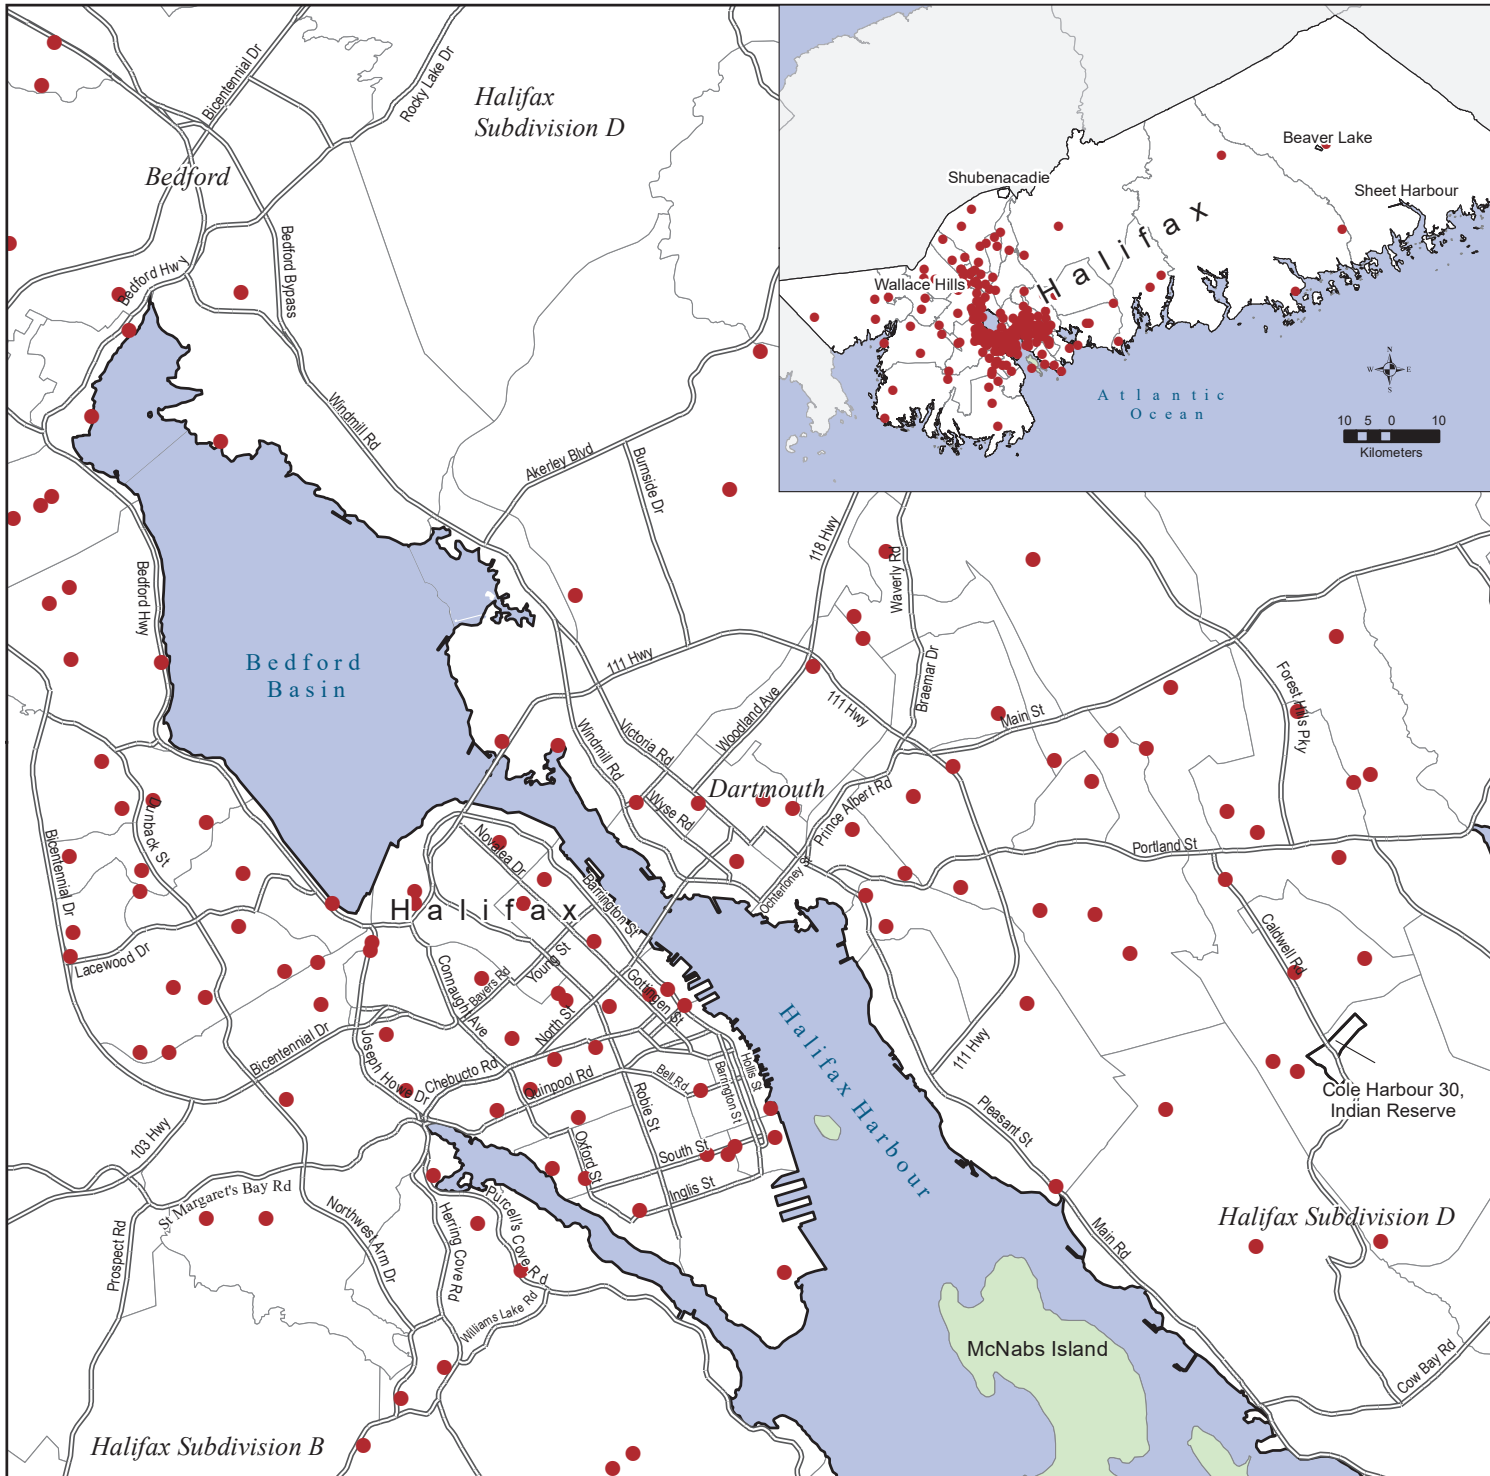 Bicentennial Dr
Rocky Lake Dr
Halifax
Subdivision D
Bedford
Bedford Hwy
Bedford Bypass
Beaver Lake
Shubenacadie
Sheet Harbour
Halifax
Wallace Hills
Atlantic
Ocean
N
W
E
S
10 5 0 10
Kilometers
Windmill Rd
Akerley Blvd
Burnside Dr
118 Hwy
Waverly Rd
Bedford Hwy
Bedford
Basin
111 Hwy
Braemar Dr
Forest Hills Pky
Woodland Ave
111 Hwy
Main St
Victoria Rd
Windmill Rd
Dartmouth
Wyse Rd
Prince Albert Rd
Dunback St
Bicentennial Dr
Novalea Dr
Portland St
Ochterloney St
Barrington St
Halifax
Caldwell Rd
Lacewood Dr
Connaught Ave
Bayers Rd
Young St
Gottingen St
North St
Halifax Harbour
Bicentennial Dr
Joseph Howe Dr
Chebucto Rd
Quinpool Rd
Bell Rd
Hollis St
Barrington St
Robie St
111 Hwy
Cole Harbour 30,
Indian Reserve
Pleasant St
103 Hwy
Oxford St
South St
Inglis St
St Margaret's Bay Rd
Purcell's Cove Rd
Herring Cove Rd
Northwest Arm Dr
Prospect Rd
Williams Lake Rd
Main Rd
Halifax Subdivision D
McNabs Island
Cow Bay Rd
Halifax Subdivision B